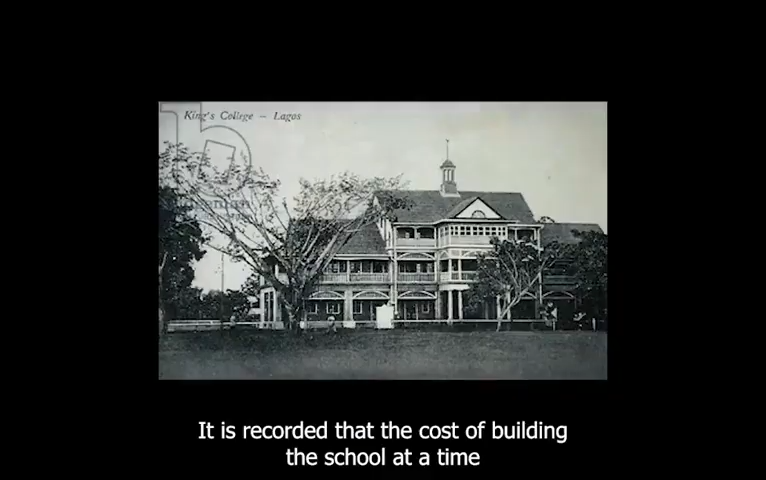 King's College – Lagos
It is recorded that the cost of building
the school at a time